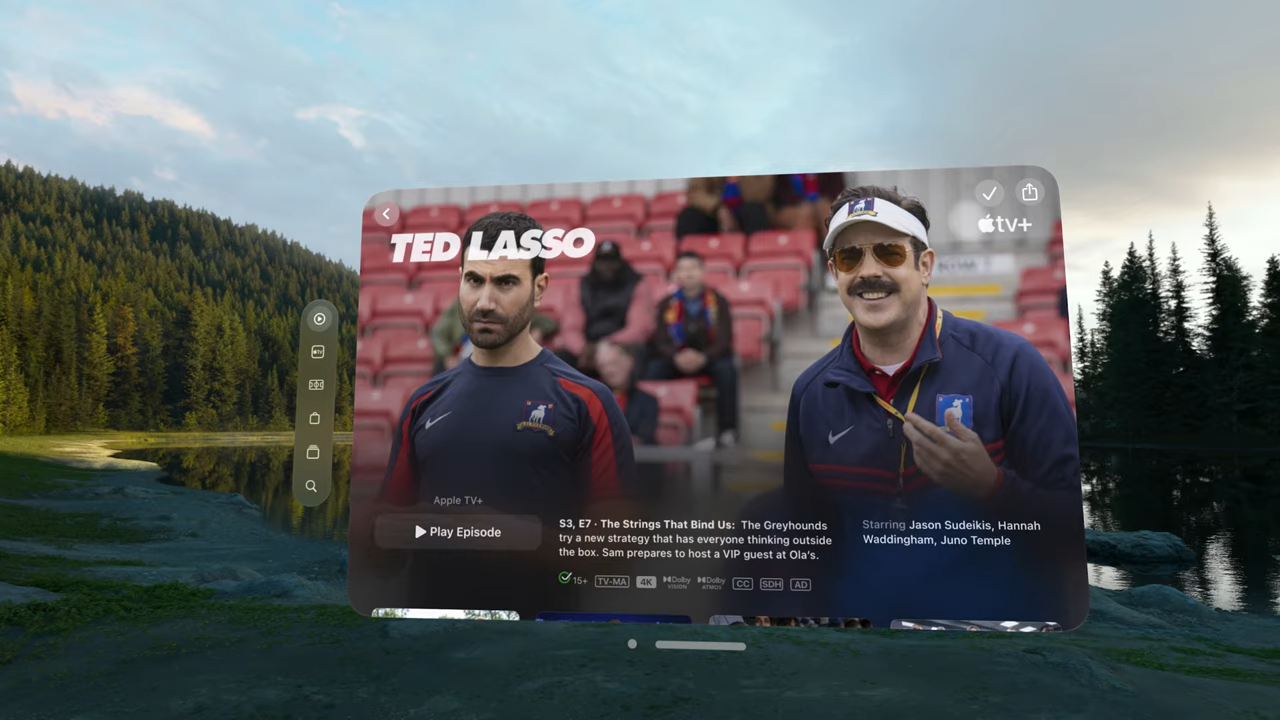 TED LASSO
tv+
Apple TV+
Play Episode
S3, E7 · The Strings That Bind Us: The Greyhounds
try a new strategy that has everyone thinking outside
the box. Sam prepares to host a VIP guest at Ola's.
Starring Jason Sudeikis, Hannah
Waddingham, Juno Temple
15+ TV-MA 4K Dolby VISION Dolby ATMOS CC SDH AD